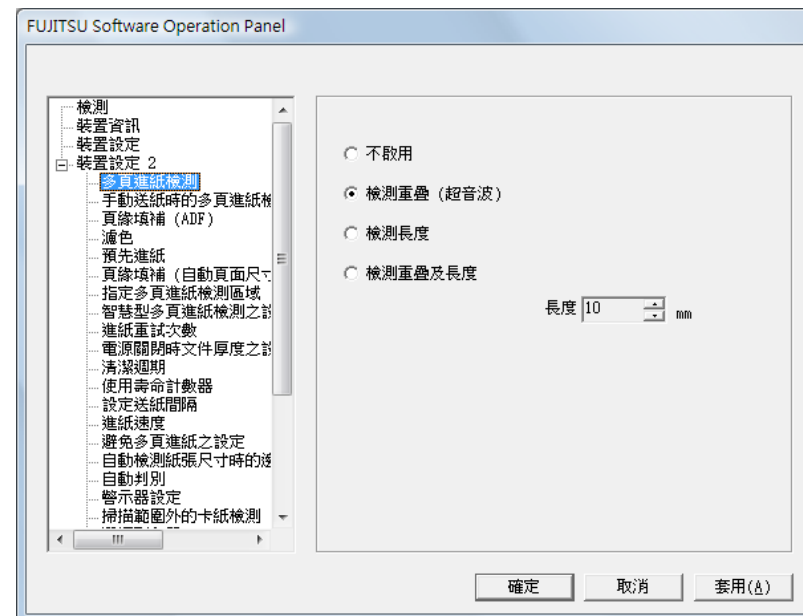 FUJITSU Software Operation Panel
檢測
裝置資訊
裝置設定
裝置設定 2
多頁進紙檢測
手動送紙時的多頁進紙檢
頁緣填補 (ADF)
濾色
預先進紙
頁緣填補 (自動頁面尺寸
指定多頁進紙檢測區域
智慧型多頁進紙檢測之設
進紙重試次數
電源關閉時文件厚度之設
清潔週期
使用壽命計數器
設定送紙間隔
進紙速度
避免多頁進紙之設定
自動檢測紙張尺寸時的邊
自動判別
警示器設定
掃描範圍外的卡紙檢測
不啟用
檢測重疊 (超音波)
檢測長度
檢測重疊及長度
長度 10 mm
確定
取消
套用(A)